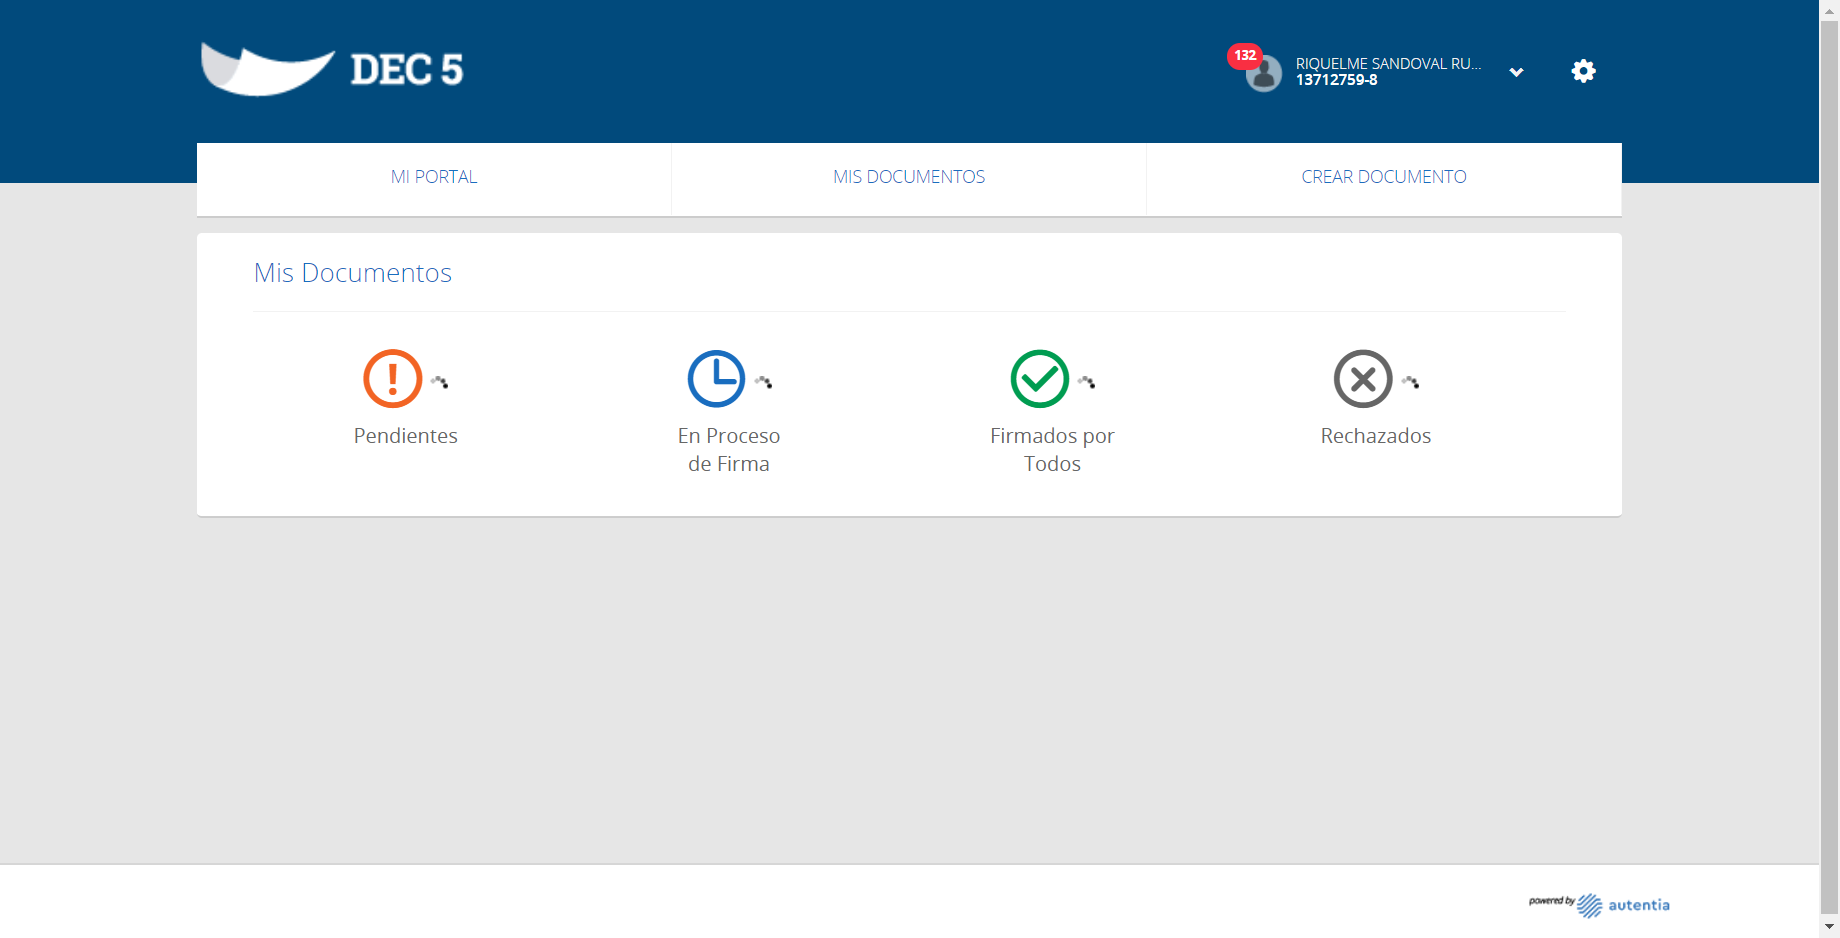 DEC 5
132
RIQUELME SANDOVAL RU...
13712759-8
MI PORTAL
MIS DOCUMENTOS
CREAR DOCUMENTO
Mis Documentos
Pendientes
En Proceso
de Firma
Firmados por
Todos
Rechazados
powered by autentia